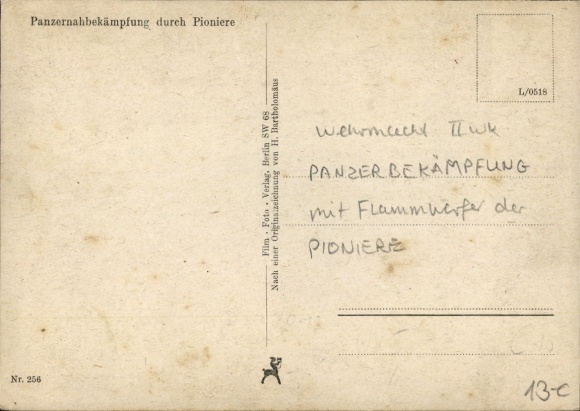 Panzernahbekämpfung durch Pioniere
L/0518
Film - Foto - Verlag, Berlin SW 68
Nach einer Originalzeichnung von H. Bartholomäus
Wehrmacht II WK
PANZERBEKÄMPFUNG
mit Flammwerfer der
PIONIERE
Nr. 256
13-C